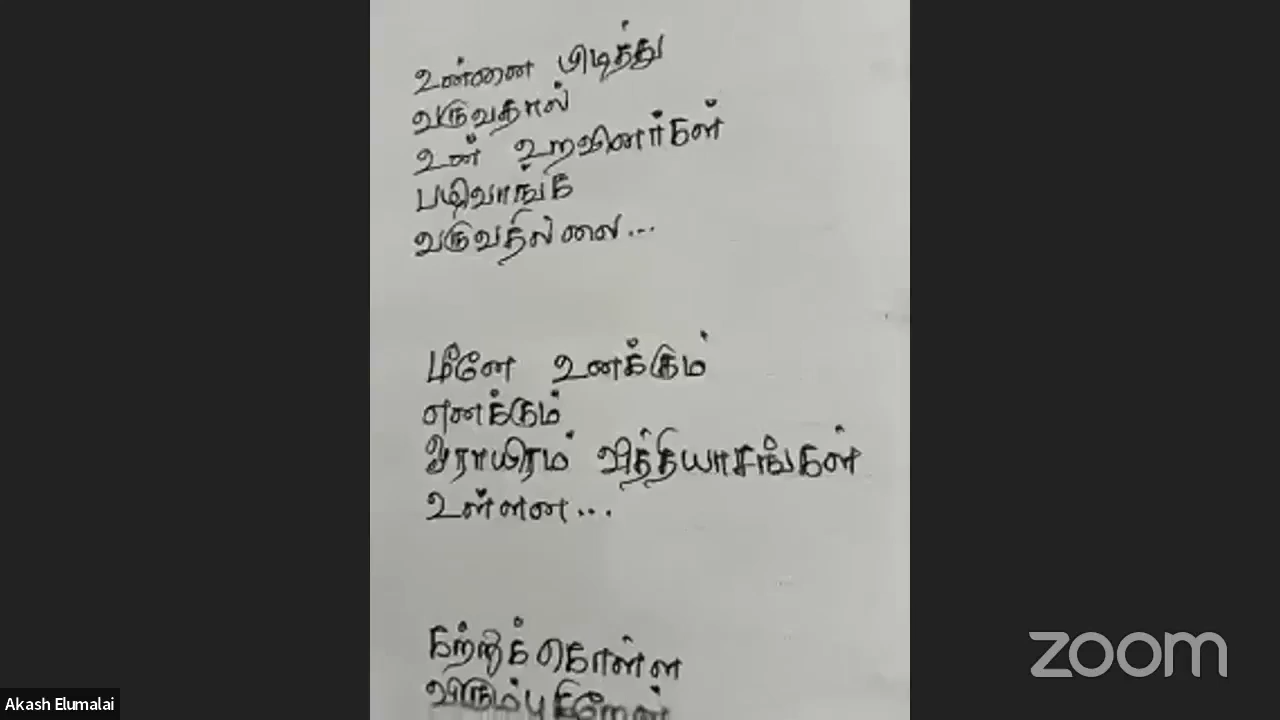 உன்னை பிடித்து
வருவதால்
உன் உறவினர்கள்
பழிவாங்க
வருவதில்லை...
மீனே உனக்கும்
எனக்கும்
ஓராயிரம் வித்தியாசங்கள்
உள்ளன...
கற்றுக் கொள்ள
விரும்புகிறேன்
zoom
Akash Elumalai